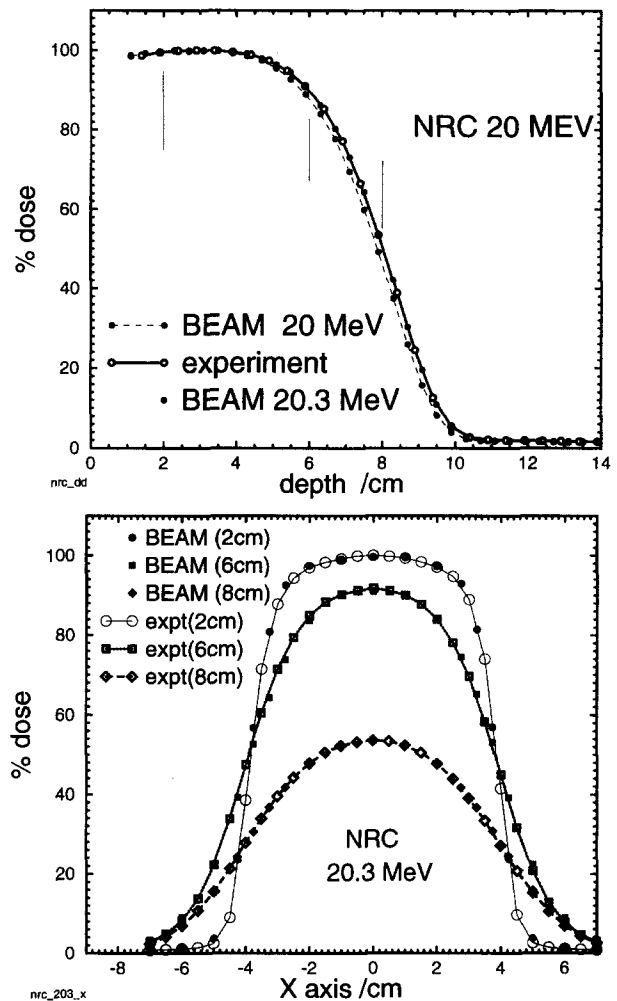 100
80
60
40
20
0
% dose
NRC 20 MEV
BEAM 20 MeV
experiment
BEAM 20.3 MeV
0 2 4 6 8 10 12 14
nrc_dd
depth /cm
100
80
60
40
20
0
% dose
BEAM (2cm)
BEAM (6cm)
BEAM (8cm)
expt(2cm)
expt(6cm)
expt(8cm)
NRC
20.3 MeV
-8 -6 -4 -2 0 2 4 6
nrc_203_x
X axis /cm